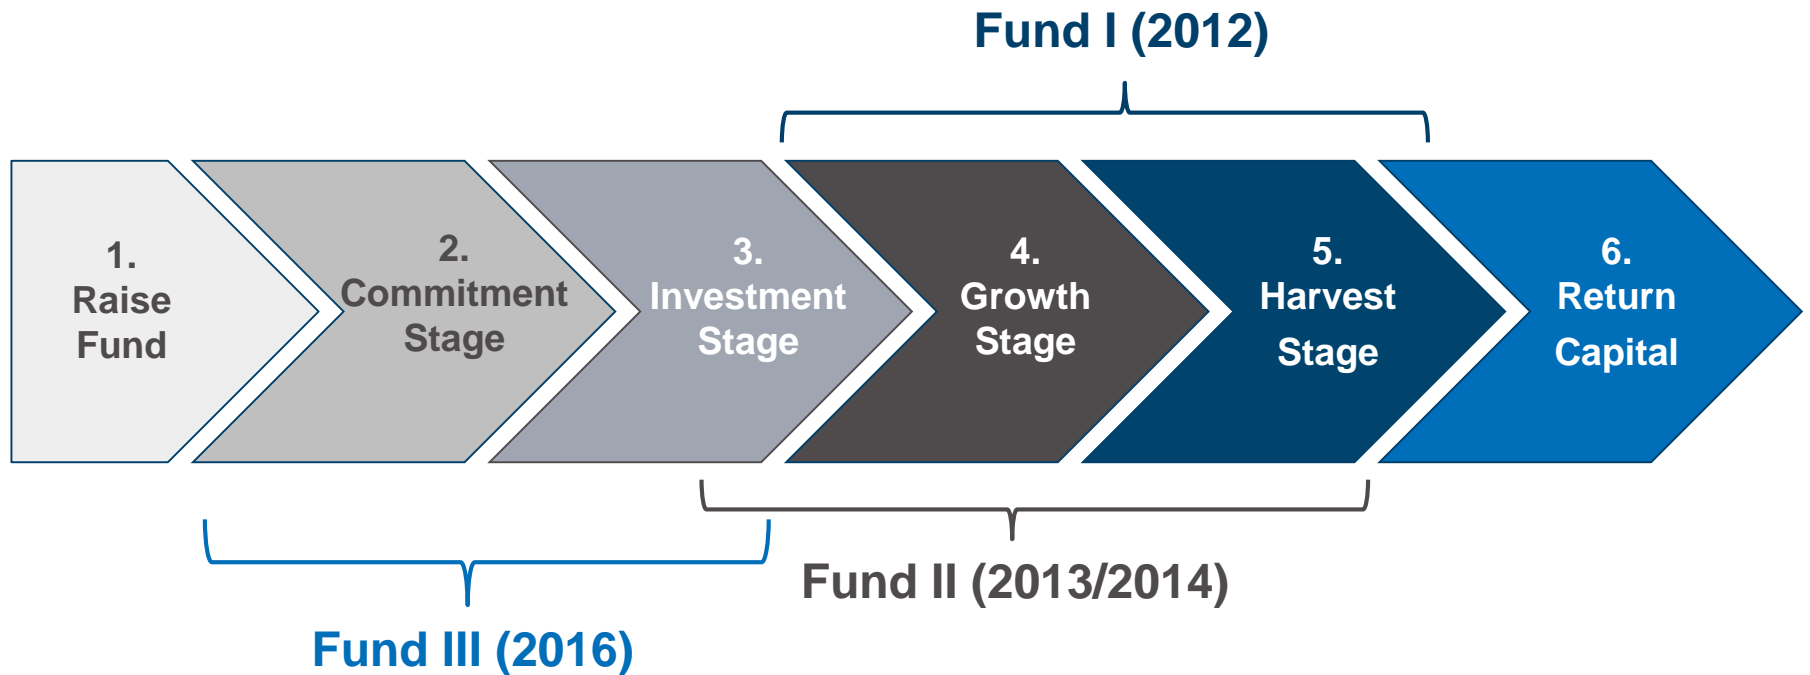 Fund I (2012)
1.
Raise
Fund
2.
Commitment
Stage
3.
Investment
Stage
4.
Growth
Stage
5.
Harvest
Stage
6.
Return
Capital
Fund II (2013/2014)
Fund III (2016)